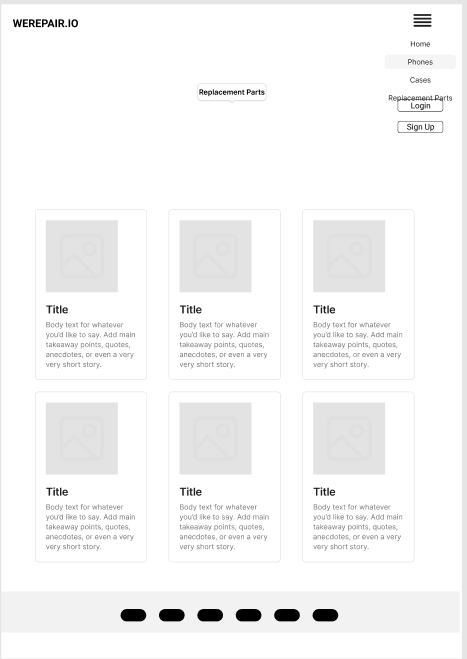 WEREPAIR.IO
Home
Phones
Cases
Replacement Parts
Login
Sign Up
Replacement Parts
Title
Body text for whatever
you'd like to say. Add main
takeaway points, quotes,
anecdotes, or even a very
very short story.
Title
Body text for whatever
you'd like to say. Add main
takeaway points, quotes,
anecdotes, or even a very
very short story.
Title
Body text for whatever
you'd like to say. Add main
takeaway points, quotes,
anecdotes, or even a very
very short story.
Title
Body text for whatever
you'd like to say. Add main
takeaway points, quotes,
anecdotes, or even a very
very short story.
Title
Body text for whatever
you'd like to say. Add main
takeaway points, quotes,
anecdotes, or even a very
very short story.
Title
Body text for whatever
you'd like to say. Add main
takeaway points, quotes,
anecdotes, or even a very
very short story.